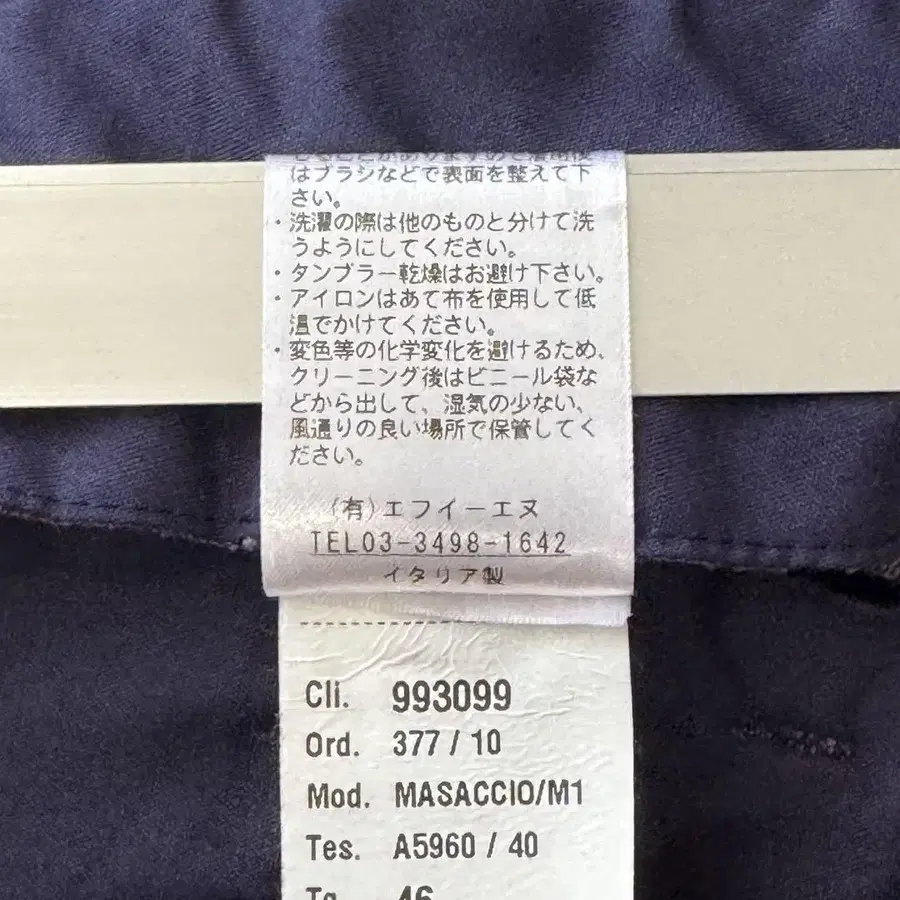 はブラシなどで表面を整えて下
さい。
・洗濯の際は他のものと分けて洗
うようにしてください。
・タンブラー乾燥はお避け下さい。
・アイロンはあて布を使用して低
温でかけてください。
・変色等の化学変化を避けるため、
クリーニング後はビニール袋な
どから出して、湿気の少ない、
風通りの良い場所で保管してく
ださい。
(有)エフイーエヌ
TEL03-3498-1642
イタリア製
Cli. 993099
Ord. 377 / 10
Mod. MASACCIO/M1
Tes. A5960 / 40
Tg. 46